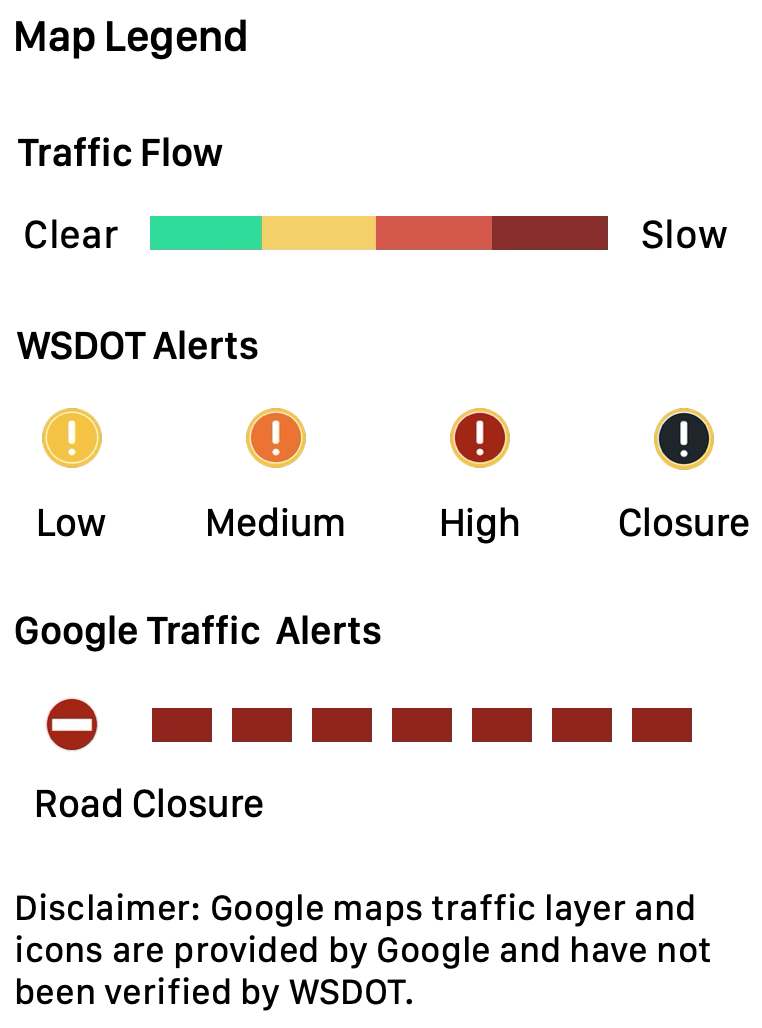 Map Legend
Traffic Flow
Clear Slow
WSDOT Alerts
Low Medium High Closure
Google Traffic Alerts
Road Closure
Disclaimer: Google maps traffic layer and
icons are provided by Google and have not
been verified by WSDOT.